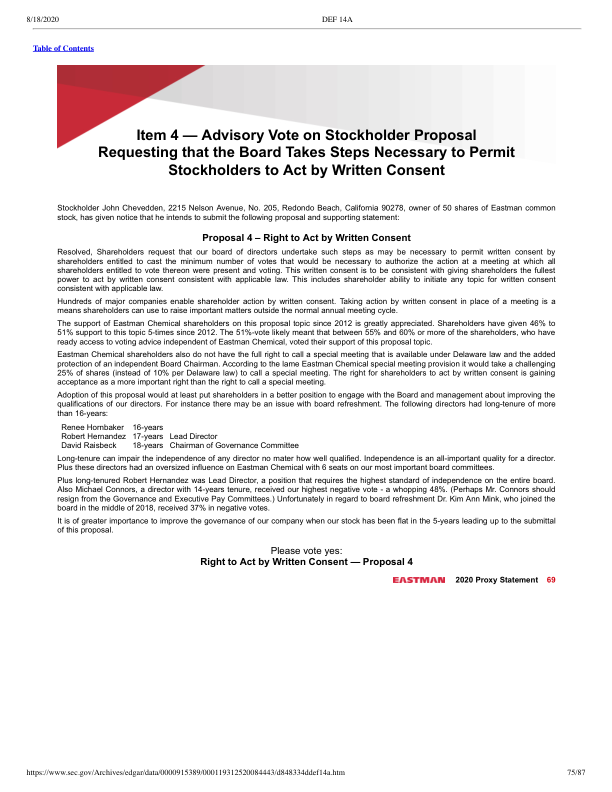 8/18/2020 DEF 14A
Table of Contents
Item 4 — Advisory Vote on Stockholder Proposal
Requesting that the Board Takes Steps Necessary to Permit
Stockholders to Act by Written Consent
Stockholder John Chevedden, 2215 Nelson Avenue, No. 205, Redondo Beach, California 90278, owner of 50 shares of Eastman common
stock, has given notice that he intends to submit the following proposal and supporting statement:
Proposal 4 – Right to Act by Written Consent
Resolved, Shareholders request that our board of directors undertake such steps as may be necessary to permit written consent by
shareholders entitled to cast the minimum number of votes that would be necessary to authorize the action at a meeting at which all
shareholders entitled to vote thereon were present and voting. This written consent is to be consistent with giving shareholders the fullest
power to act by written consent consistent with applicable law. This includes shareholder ability to initiate any topic for written consent
consistent with applicable law.
Hundreds of major companies enable shareholder action by written consent. Taking action by written consent in place of a meeting is a
means shareholders can use to raise important matters outside the normal annual meeting cycle.
The support of Eastman Chemical shareholders on this proposal topic since 2012 is greatly appreciated. Shareholders have given 46% to
51% support to this topic 5-times since 2012. The 51%-vote likely meant that between 55% and 60% or more of the shareholders, who have
ready access to voting advice independent of Eastman Chemical, voted their support of this proposal topic.
Eastman Chemical shareholders also do not have the full right to call a special meeting that is available under Delaware law and the added
protection of an independent Board Chairman. According to the lame Eastman Chemical special meeting provision it would take a challenging
25% of shares (instead of 10% per Delaware law) to call a special meeting. The right for shareholders to act by written consent is gaining
acceptance as a more important right than the right to call a special meeting.
Adoption of this proposal would at least put shareholders in a better position to engage with the Board and management about improving the
qualifications of our directors. For instance there may be an issue with board refreshment. The following directors had long-tenure of more
than 16-years:
Renee Hornbaker 16-years
Robert Hernandez 17-years Lead Director
David Raisbeck 18-years Chairman of Governance Committee
Long-tenure can impair the independence of any director no mater how well qualified. Independence is an all-important quality for a director.
Plus these directors had an oversized influence on Eastman Chemical with 6 seats on our most important board committees.
Plus long-tenured Robert Hernandez was Lead Director, a position that requires the highest standard of independence on the entire board.
Also Michael Connors, a director with 14-years tenure, received our highest negative vote - a whopping 48%. (Perhaps Mr. Connors should
resign from the Governance and Executive Pay Committees.) Unfortunately in regard to board refreshment Dr. Kim Ann Mink, who joined the
board in the middle of 2018, received 37% in negative votes.
It is of greater importance to improve the governance of our company when our stock has been flat in the 5-years leading up to the submittal
of this proposal.
Please vote yes:
Right to Act by Written Consent — Proposal 4
EASTMAN 2020 Proxy Statement 69
https://www.sec.gov/Archives/edgar/data/0000915389/000119312520084443/d848334ddef14a.htm 75/87